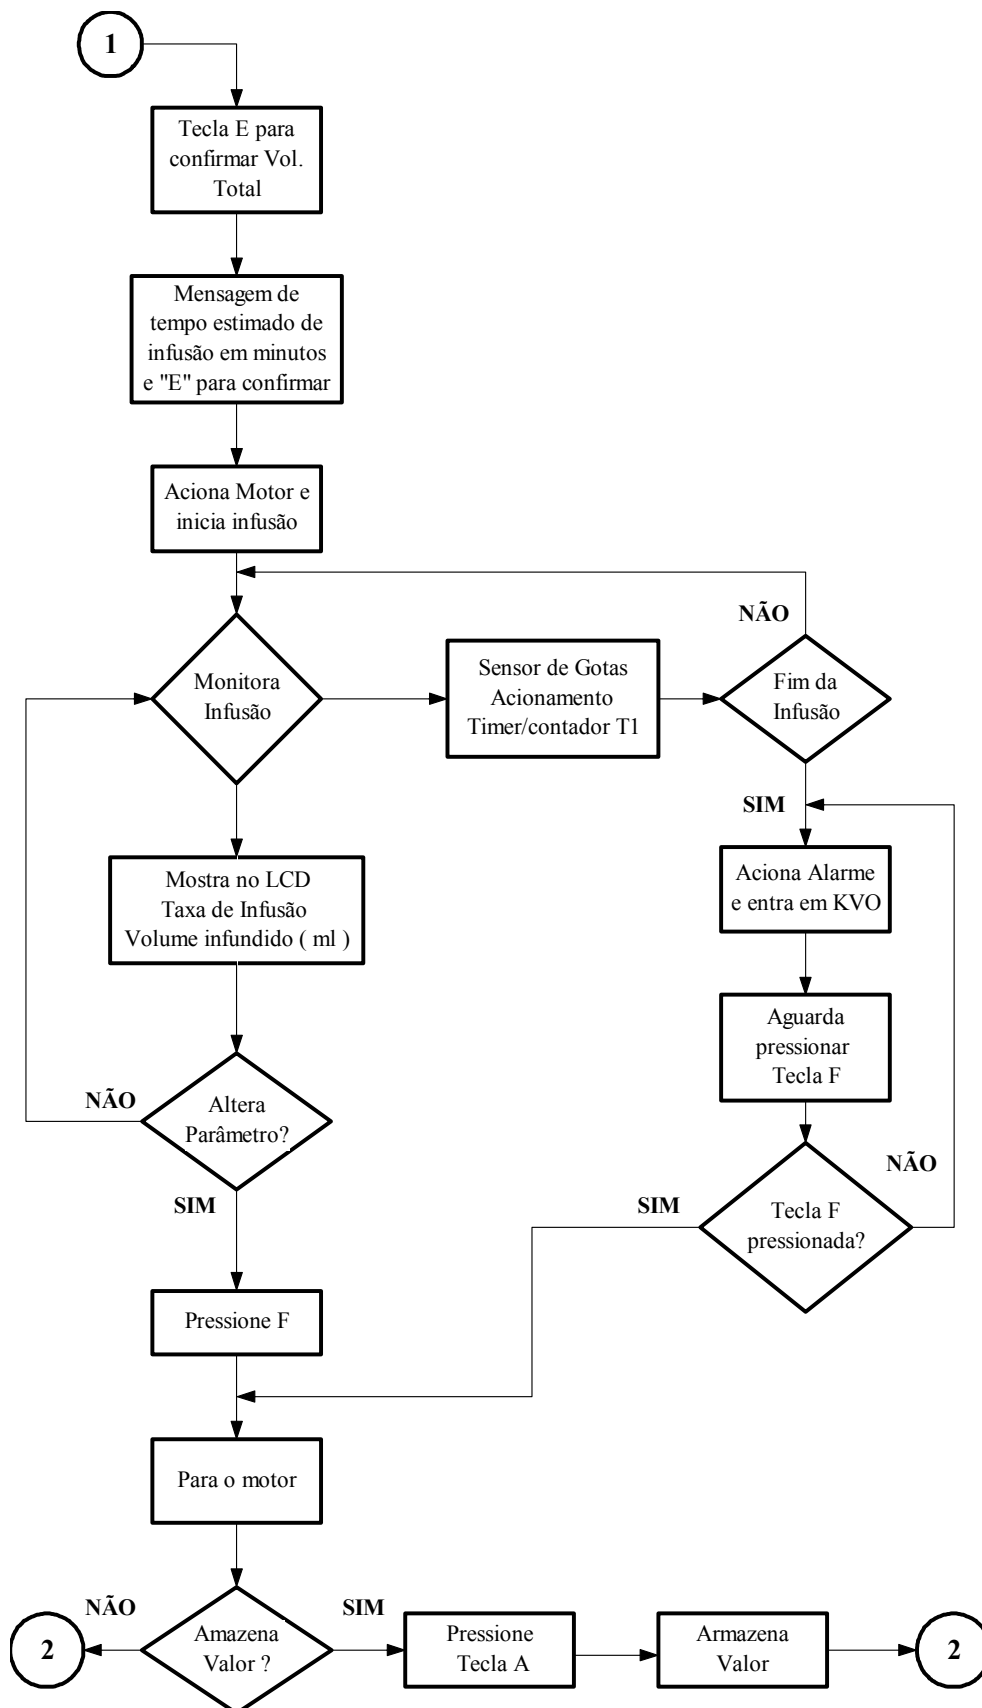 1
Tecla E para
confirmar Vol.
Total
Mensagem de
tempo estimado de
infusão em minutos
e "E" para confirmar
Aciona Motor e
inicia infusão
NÃO
Monitora
Infusão
Sensor de Gotas
Acionamento
Timer/contador T1
Fim da
Infusão
SIM
Mostra no LCD
Taxa de Infusão
Volume infundido ( ml )
Aciona Alarme
e entra em KVO
Aguarda
pressionar
Tecla F
NÃO
Altera
Parâmetro?
SIM
SIM
NÃO
Tecla F
pressionada?
Pressione F
Para o motor
NÃO
SIM
2
Amazena
Valor ?
Pressione
Tecla A
Armazena
Valor
2